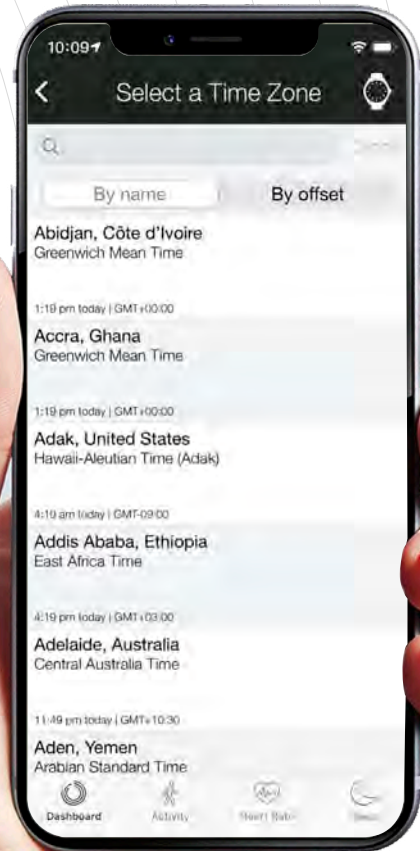 10:09
Select a Time Zone
By name
By offset
Abidjan, Côte d'Ivoire
Greenwich Mean Time
1:19 pm today | GMT+00:00
Accra, Ghana
Greenwich Mean Time
1:19 pm today | GMT+00:00
Adak, United States
Hawaii-Aleutian Time (Adak)
4:19 am today | GMT-09:00
Addis Ababa, Ethiopia
East Africa Time
4:19 pm today | GMT+03:00
Adelaide, Australia
Central Australia Time
11:49 pm today | GMT+10:30
Aden, Yemen
Arabian Standard Time
Dashboard
Activity
Heart Rate